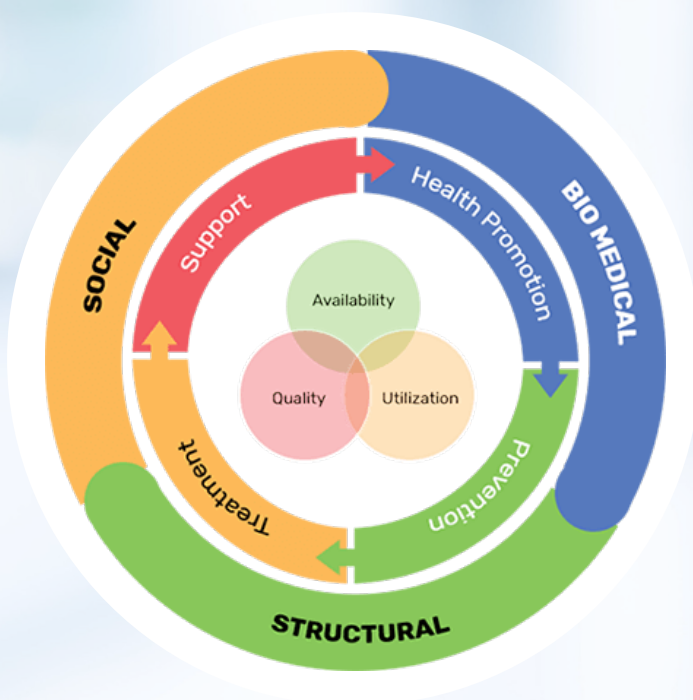 SOCIAL
BIO MEDICAL
STRUCTURAL
Support
Health Promotion
Prevention
Treatment
Availability
Quality
Utilization